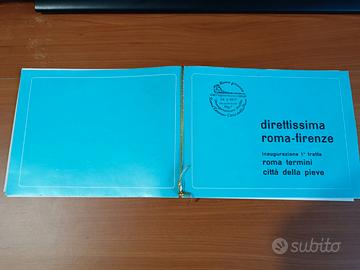 direttissima
roma-firenze
inaugurazione 1° tratta
roma termini
città della pieve
subito